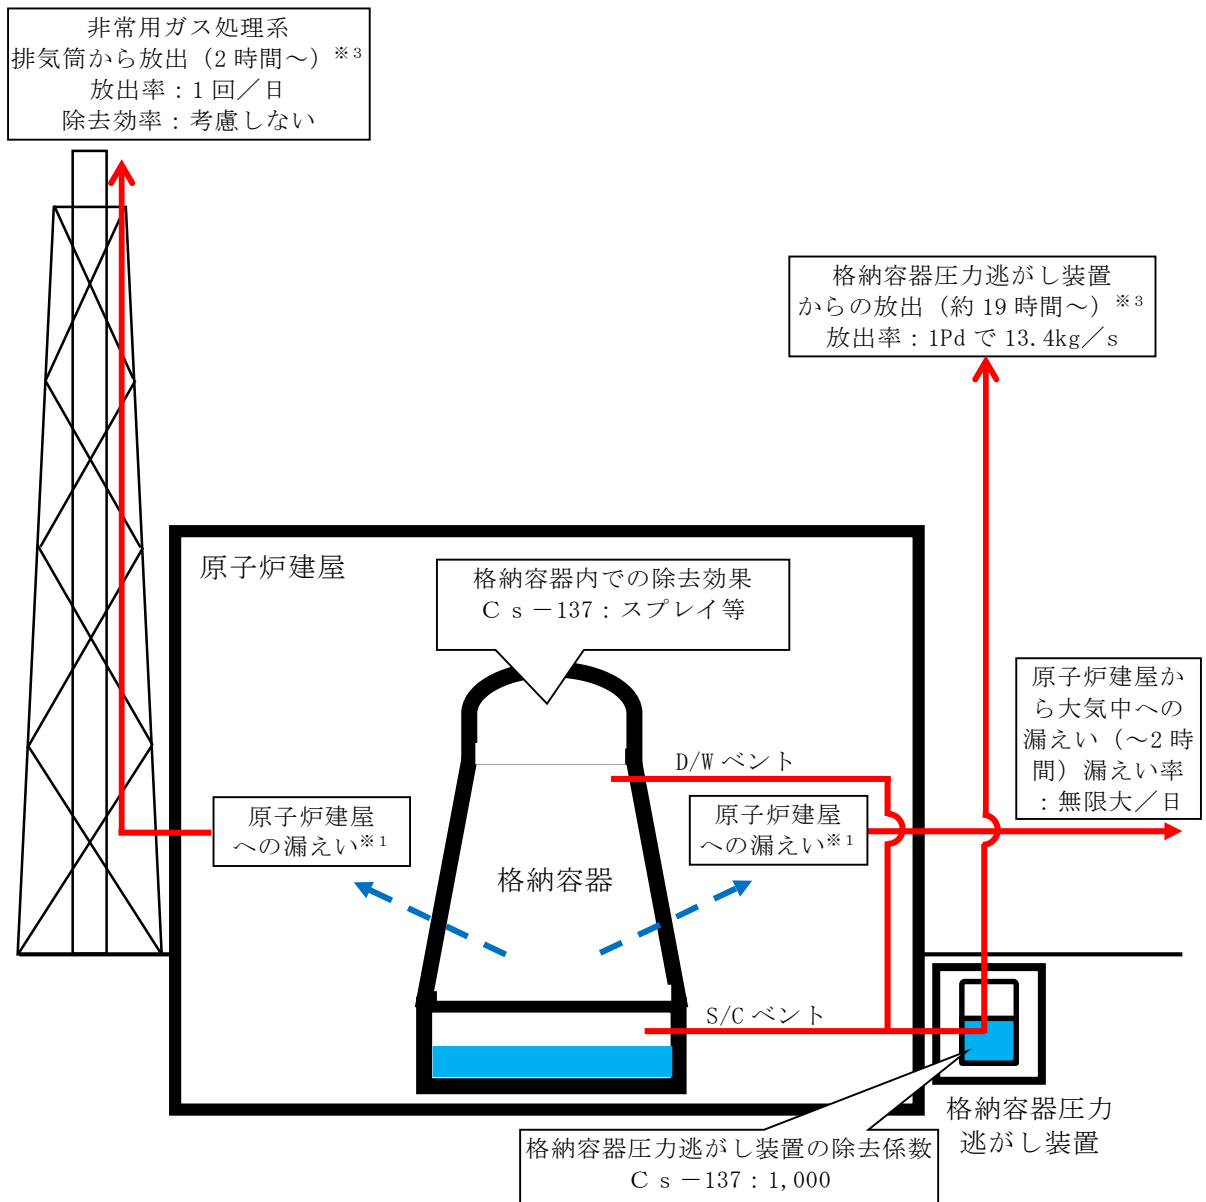 非常用ガス処理系
排気筒から放出（2 時間～）※3
放出率：1 回／日
除去効率：考慮しない
格納容器圧力逃がし装置
からの放出（約 19 時間～）※3
放出率：1Pd で 13.4kg／s
原子炉建屋
格納容器内での除去効果
Ｃｓ－137：スプレイ等
原子炉建屋か
ら大気中への
漏えい（～2 時
間）漏えい率
：無限大／日
D/W ベント
原子炉建屋
への漏えい※1
原子炉建屋
への漏えい※1
格納容器
S/C ベント
格納容器圧力
逃がし装置
格納容器圧力逃がし装置の除去係数
Ｃｓ－137：1,000